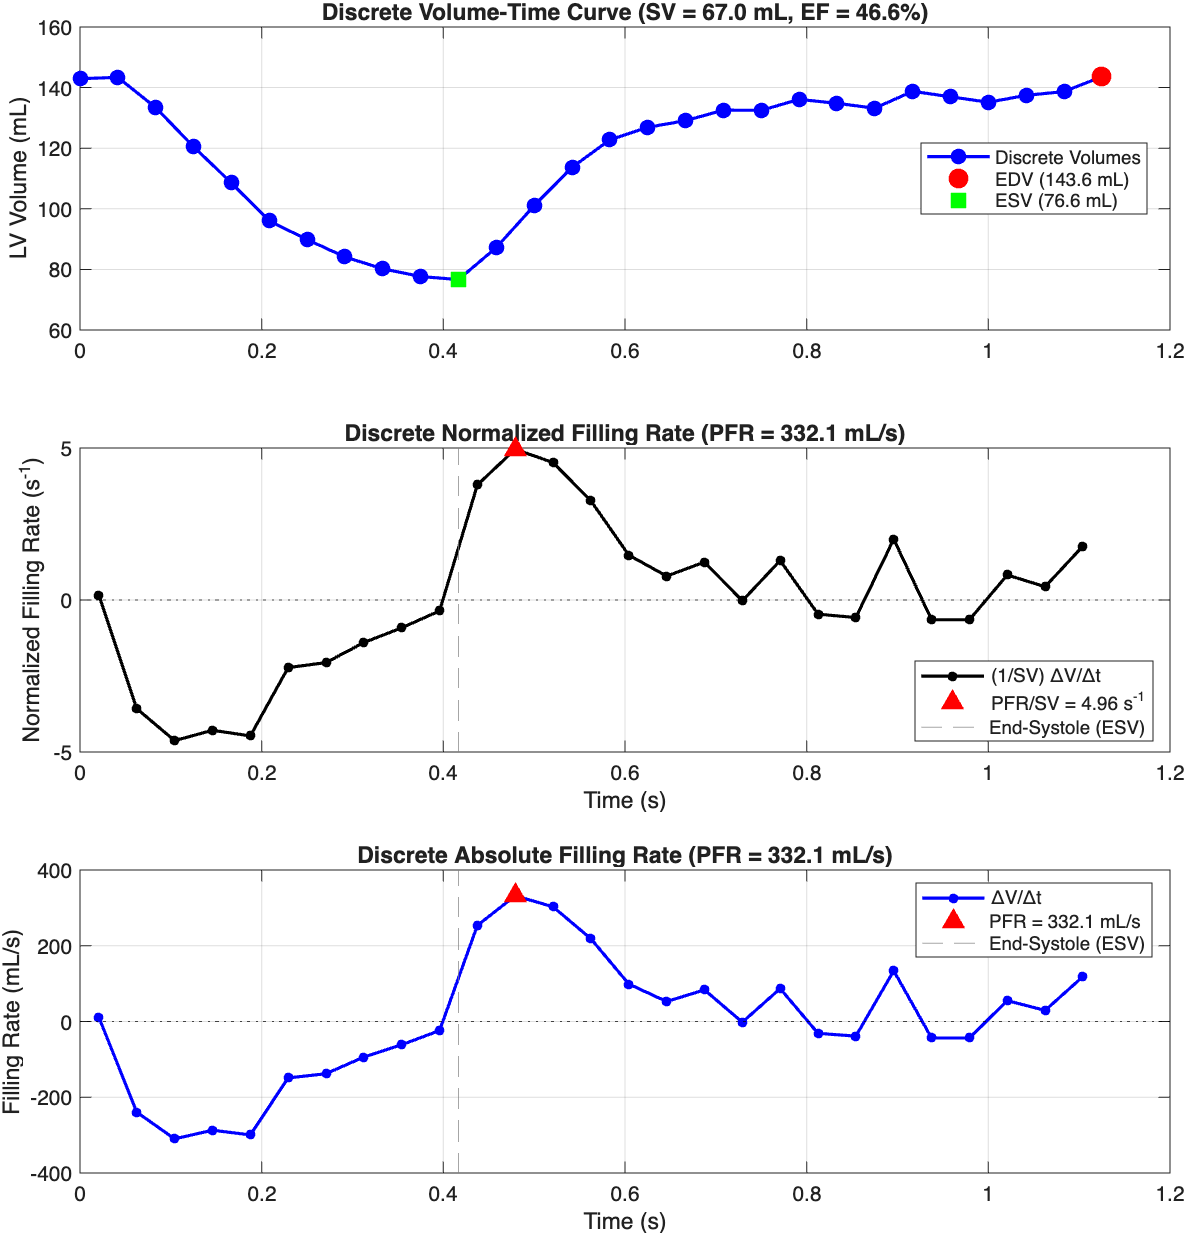 Discrete Volume-Time Curve (SV = 67.0 mL, EF = 46.6%)
160
140
120
100
80
60
LV Volume (mL)
0 0.2 0.4 0.6 0.8 1 1.2
Discrete Volumes
EDV (143.6 mL)
ESV (76.6 mL)
Discrete Normalized Filling Rate (PFR = 332.1 mL/s)
5
0
-5
Normalized Filling Rate (s⁻¹)
0 0.2 0.4 0.6 0.8 1 1.2
Time (s)
(1/SV) ΔV/Δt
PFR/SV = 4.96 s⁻¹
End-Systole (ESV)
Discrete Absolute Filling Rate (PFR = 332.1 mL/s)
400
200
0
-200
-400
Filling Rate (mL/s)
0 0.2 0.4 0.6 0.8 1 1.2
Time (s)
ΔV/Δt
PFR = 332.1 mL/s
End-Systole (ESV)